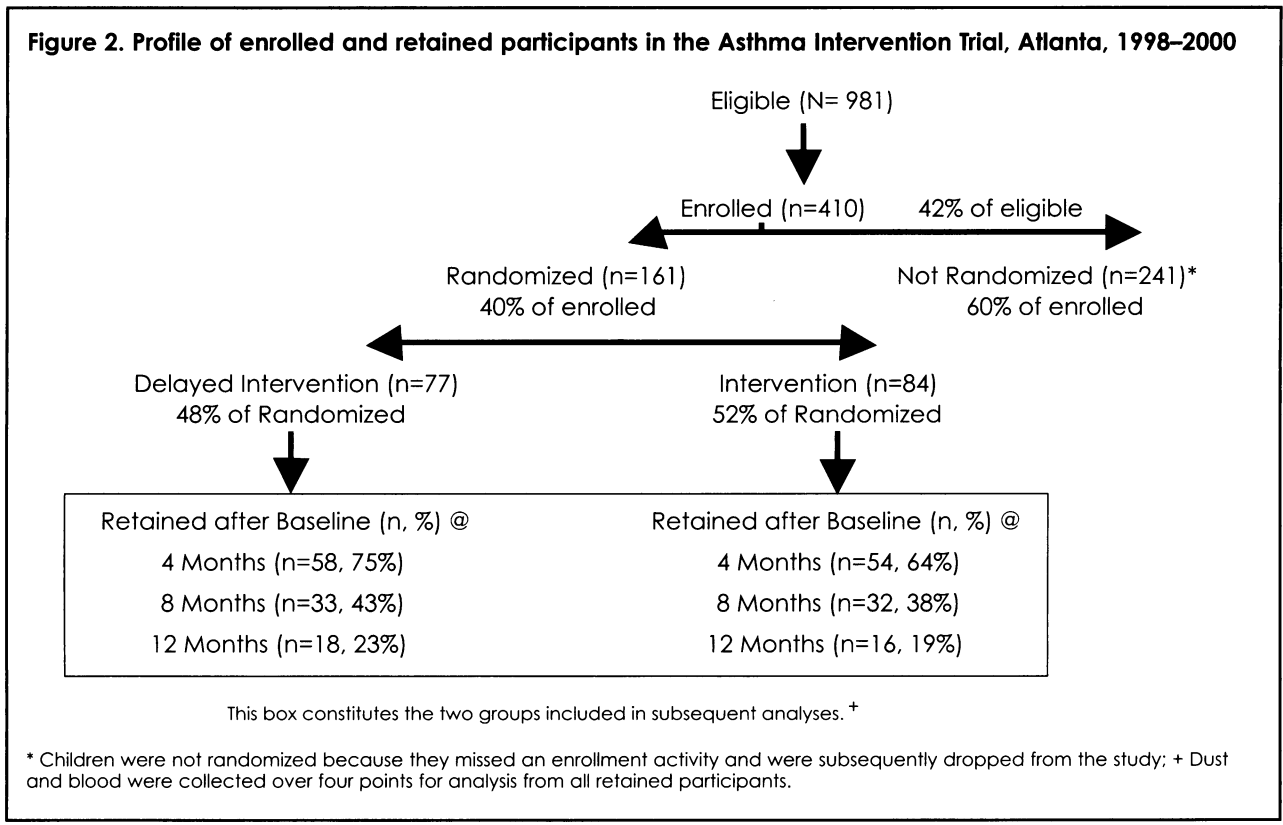 Figure 2. Profile of enrolled and retained participants in the Asthma Intervention Trial, Atlanta, 1998–2000
Eligible (N= 981)
Enrolled (n=410) 42% of eligible
Randomized (n=161)
40% of enrolled
Not Randomized (n=241)*
60% of enrolled
Delayed Intervention (n=77)
48% of Randomized
Intervention (n=84)
52% of Randomized
Retained after Baseline (n, %) @
4 Months (n=58, 75%)
8 Months (n=33, 43%)
12 Months (n=18, 23%)
Retained after Baseline (n, %) @
4 Months (n=54, 64%)
8 Months (n=32, 38%)
12 Months (n=16, 19%)
This box constitutes the two groups included in subsequent analyses. +
* Children were not randomized because they missed an enrollment activity and were subsequently dropped from the study; + Dust
and blood were collected over four points for analysis from all retained participants.